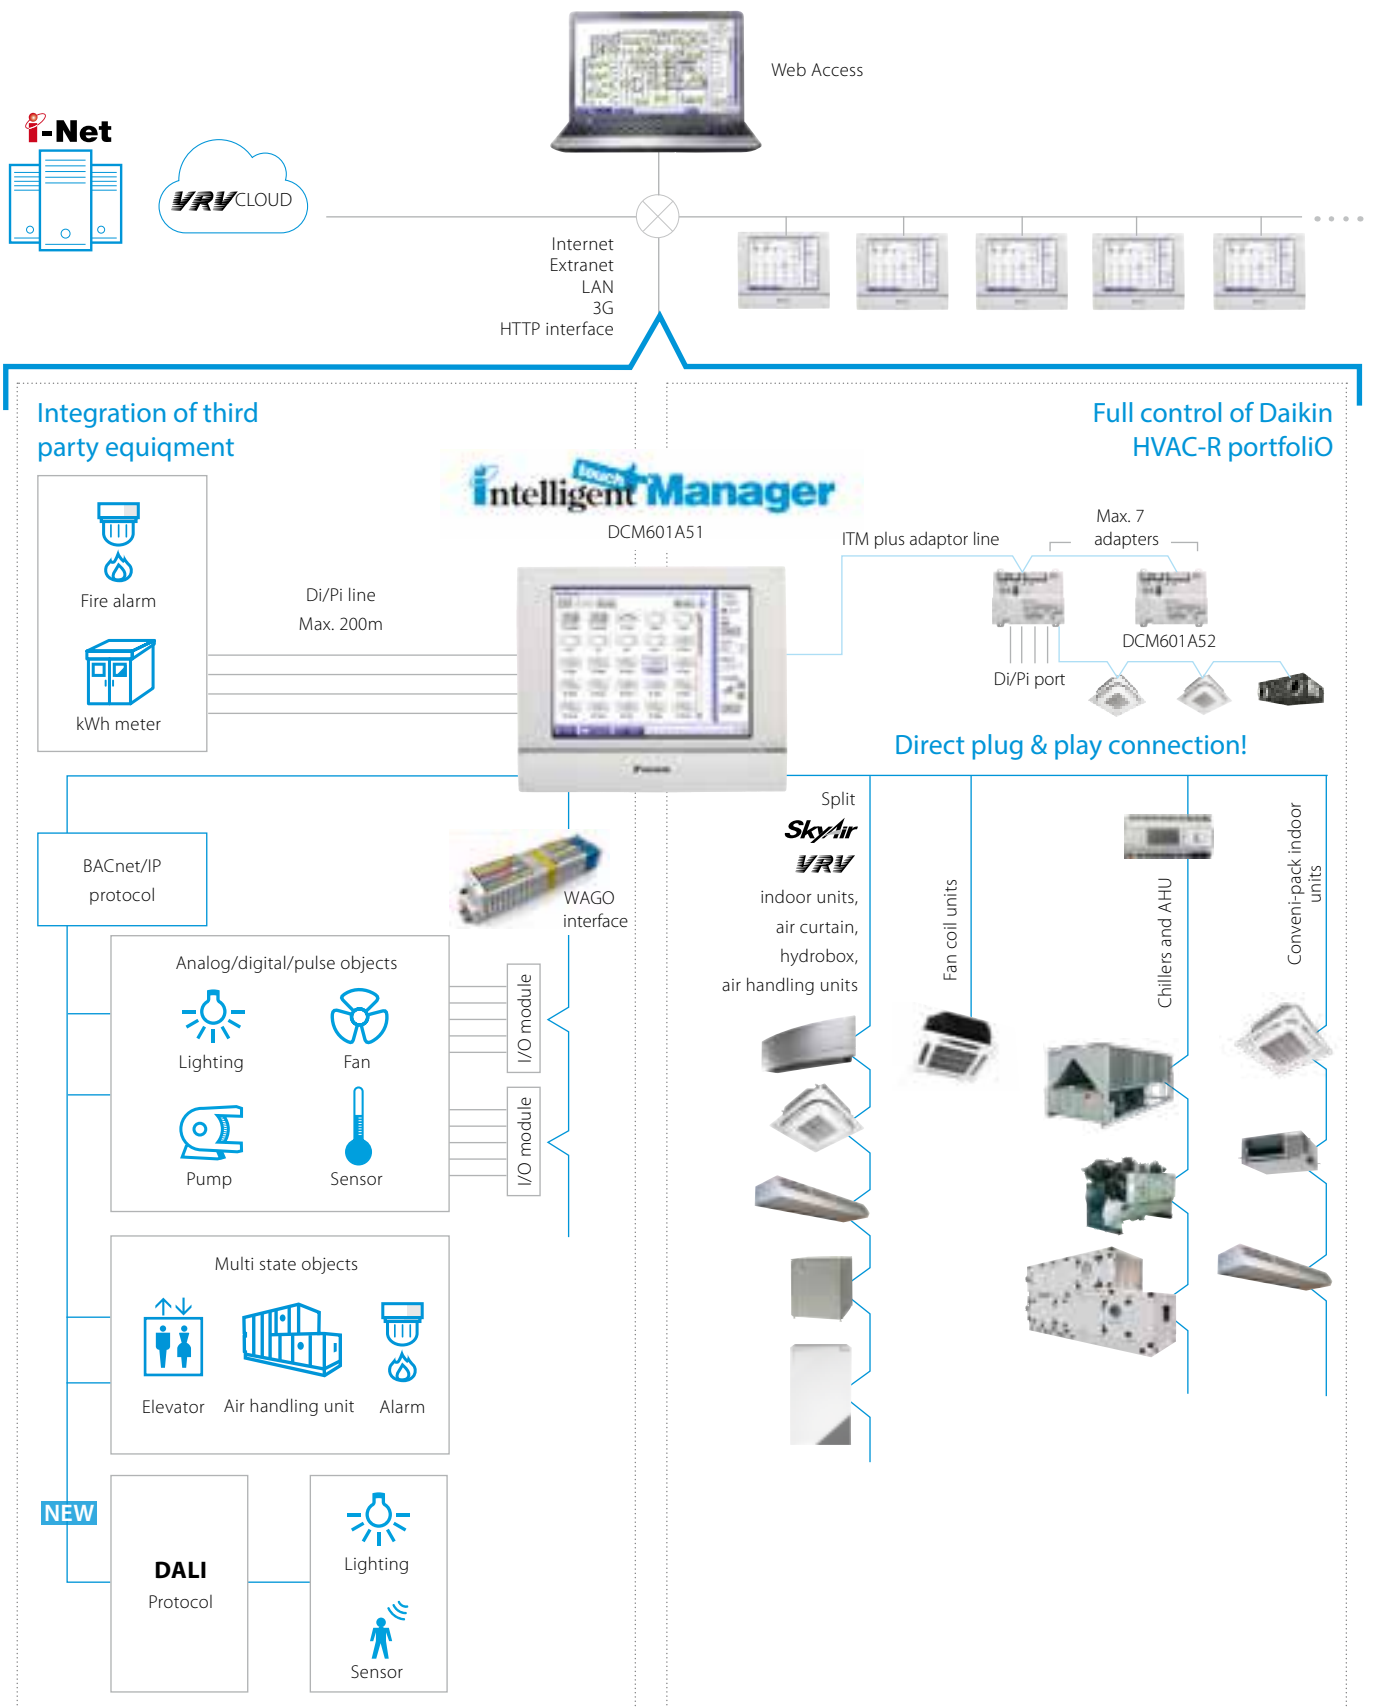 Web Access
i-Net
VRV CLOUD
Internet
Extranet
LAN
3G
HTTP interface
Integration of third
party equiqment
Full control of Daikin
HVAC-R portfoliO
intelligent touch Manager
DCM601A51
Fire alarm
kWh meter
Di/Pi line
Max. 200m
ITM plus adaptor line
Max. 7
adapters
DCM601A52
Di/Pi port
Direct plug & play connection!
BACnet/IP
protocol
WAGO
interface
Analog/digital/pulse objects
Lighting
Fan
Pump
Sensor
I/O module
I/O module
Multi state objects
Elevator
Air handling unit
Alarm
NEW
DALI
Protocol
Lighting
Sensor
Split
SkyAir
VRV
indoor units,
air curtain,
hydrobox,
air handling units
Fan coil units
Chillers and AHU
Conveni-pack indoor
units